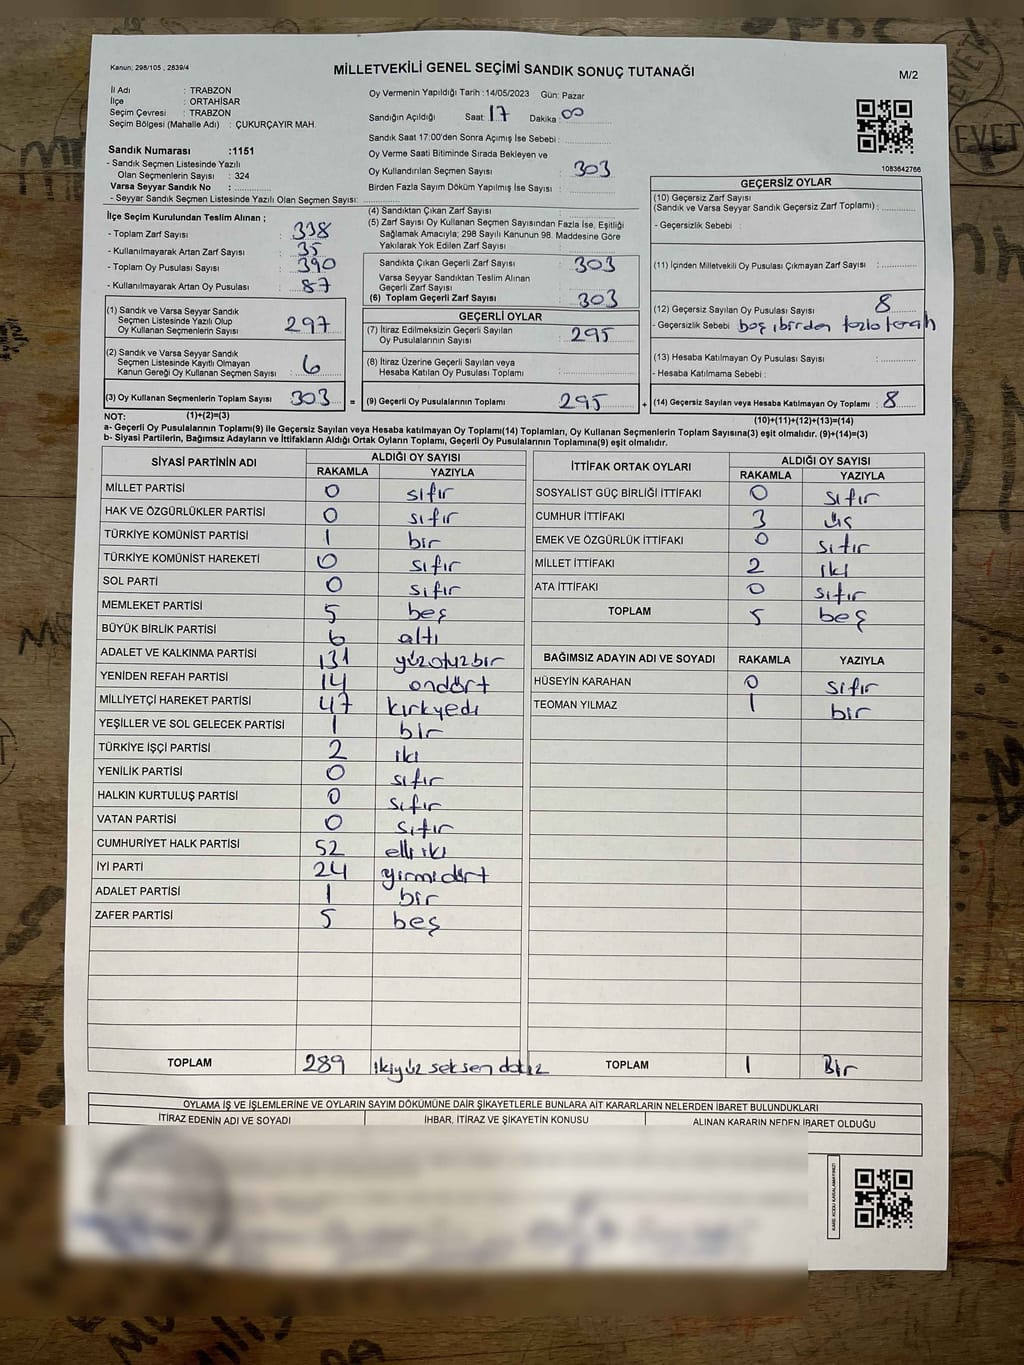 Kanun: 298/105 , 2839/4
MİLLETVEKİLİ GENEL SEÇİMİ SANDIK SONUÇ TUTANAĞI
M/2
İl Adı : TRABZON
İlçe : ORTAHİSAR
Seçim Çevresi : TRABZON
Seçim Bölgesi (Mahalle Adı) : ÇUKURÇAYIR MAH.
Sandık Numarası :1151
- Sandık Seçmen Listesinde Yazılı
Olan Seçmenlerin Sayısı : 324
Varsa Seyyar Sandık No :
- Seyyar Sandık Seçmen Listesinde Yazılı Olan Seçmen Sayısı:
Oy Vermenin Yapıldığı Tarih :14/05/2023 Gün: Pazar
Sandığın Açıldığı Saat: 17 Dakika : 00
Sandık Saat 17:00'den Sonra Açımış İse Sebebi :
Oy Verme Saati Bitiminde Sırada Bekleyen ve
Oy Kullandırılan Seçmen Sayısı : 303
Birden Fazla Sayım Döküm Yapılmış İse Sayısı :
1083642766
İlçe Seçim Kurulundan Teslim Alınan ;
- Toplam Zarf Sayısı : 338
- Kullanılmayarak Artan Zarf Sayısı : 35
- Toplam Oy Pusulası Sayısı : 390
- Kullanılmayarak Artan Oy Pusulası : 87
(1) Sandık ve Varsa Seyyar Sandık
Seçmen Listesinde Yazılı Olup
Oy Kullanan Seçmenlerin Sayısı : 297
(2) Sandık ve Varsa Seyyar Sandık
Seçmen Listesinde Kayıtlı Olmayan
Kanun Gereği Oy Kullanan Seçmen Sayısı : 6
(3) Oy Kullanan Seçmenlerin Toplam Sayısı : 303
(1)+(2)=(3)
(4) Sandıktan Çıkan Zarf Sayısı :
(5) Zarf Sayısı Oy Kullanan Seçmen Sayısından Fazla İse, Eşitliği
Sağlamak Amacıyla; 298 Sayılı Kanunun 98. Maddesine Göre
Yakılarak Yok Edilen Zarf Sayısı :
Sandıkta Çıkan Geçerli Zarf Sayısı : 303
Varsa Seyyar Sandıktan Teslim Alınan
Geçerli Zarf Sayısı :
(6) Toplam Geçerli Zarf Sayısı : 303
GEÇERLİ OYLAR
(7) İtiraz Edilmeksizin Geçerli Sayılan
Oy Pusulalarının Sayısı : 295
(8) İtiraz Üzerine Geçerli Sayılan veya
Hesaba Katılan Oy Pusulası Toplamı :
= (9) Geçerli Oy Pusulalarının Toplamı : 295
GEÇERSİZ OYLAR
(10) Geçersiz Zarf Sayısı
(Sandık ve Varsa Seyyar Sandık Geçersiz Zarf Toplamı) :
- Geçersizlik Sebebi :
(11) İçinden Milletvekili Oy Pusulası Çıkmayan Zarf Sayısı :
(12) Geçersiz Sayılan Oy Pusulası Sayısı : 8
- Geçersizlik Sebebi : boş, birden fazla tercih
(13) Hesaba Katılmayan Oy Pusulası Sayısı :
- Hesaba Katılmama Sebebi :
+ (14) Geçersiz Sayılan veya Hesaba Katılmayan Oy Toplamı : 8
(10)+(11)+(12)+(13)=(14)
NOT:
a- Geçerli Oy Pusulalarının Toplamı(9) ile Geçersiz Sayılan veya Hesaba katılmayan Oy Toplamı(14) Toplamları, Oy Kullanan Seçmenlerin Toplam Sayısına(3) eşit olmalıdır. (9)+(14)=(3)
b- Siyasi Partilerin, Bağımsız Adayların ve İttifakların Aldığı Ortak Oyların Toplamı, Geçerli Oy Pusulalarının Toplamına(9) eşit olmalıdır.
SİYASİ PARTİNİN ADI ALDIĞI OY SAYISI
RAKAMLA YAZIYLA
MİLLET PARTİSİ 0 sıfır
HAK VE ÖZGÜRLÜKLER PARTİSİ 0 sıfır
TÜRKİYE KOMÜNİST PARTİSİ 1 bir
TÜRKİYE KOMÜNİST HAREKETİ 0 sıfır
SOL PARTİ 0 sıfır
MEMLEKET PARTİSİ 5 beş
BÜYÜK BİRLİK PARTİSİ 6 altı
ADALET VE KALKINMA PARTİSİ 131 yüzotuzbir
YENİDEN REFAH PARTİSİ 14 ondört
MİLLİYETÇİ HAREKET PARTİSİ 47 kırkyedi
YEŞİLLER VE SOL GELECEK PARTİSİ 1 bir
TÜRKİYE İŞÇİ PARTİSİ 2 iki
YENİLİK PARTİSİ 0 sıfır
HALKIN KURTULUŞ PARTİSİ 0 sıfır
VATAN PARTİSİ 0 sıfır
CUMHURİYET HALK PARTİSİ 52 elli iki
İYİ PARTİ 24 yirmidört
ADALET PARTİSİ 1 bir
ZAFER PARTİSİ 5 beş
TOPLAM 289 ikiyüz seksen dokuz
İTTİFAK ORTAK OYLARI ALDIĞI OY SAYISI
RAKAMLA YAZIYLA
SOSYALİST GÜÇ BİRLİĞİ İTTİFAKI 0 sıfır
CUMHUR İTTİFAKI 3 üç
EMEK VE ÖZGÜRLÜK İTTİFAKI 0 sıfır
MİLLET İTTİFAKI 2 iki
ATA İTTİFAKI 0 sıfır
TOPLAM 5 beş
BAĞIMSIZ ADAYIN ADI VE SOYADI RAKAMLA YAZIYLA
HÜSEYİN KARAHAN 0 sıfır
TEOMAN YILMAZ 1 bir
TOPLAM 1 Bir
OYLAMA İŞ VE İŞLEMLERİNE VE OYLARIN SAYIM DÖKÜMÜNE DAİR ŞİKAYETLERLE BUNLARA AİT KARARLARIN NELERDEN İBARET BULUNDUKLARI
İTİRAZ EDENİN ADI VE SOYADI İHBAR, İTİRAZ VE ŞİKAYETİN KONUSU ALINAN KARARIN NEDEN İBARET OLDUĞU
KARE KODU KARALAMAYINIZ!
EVET